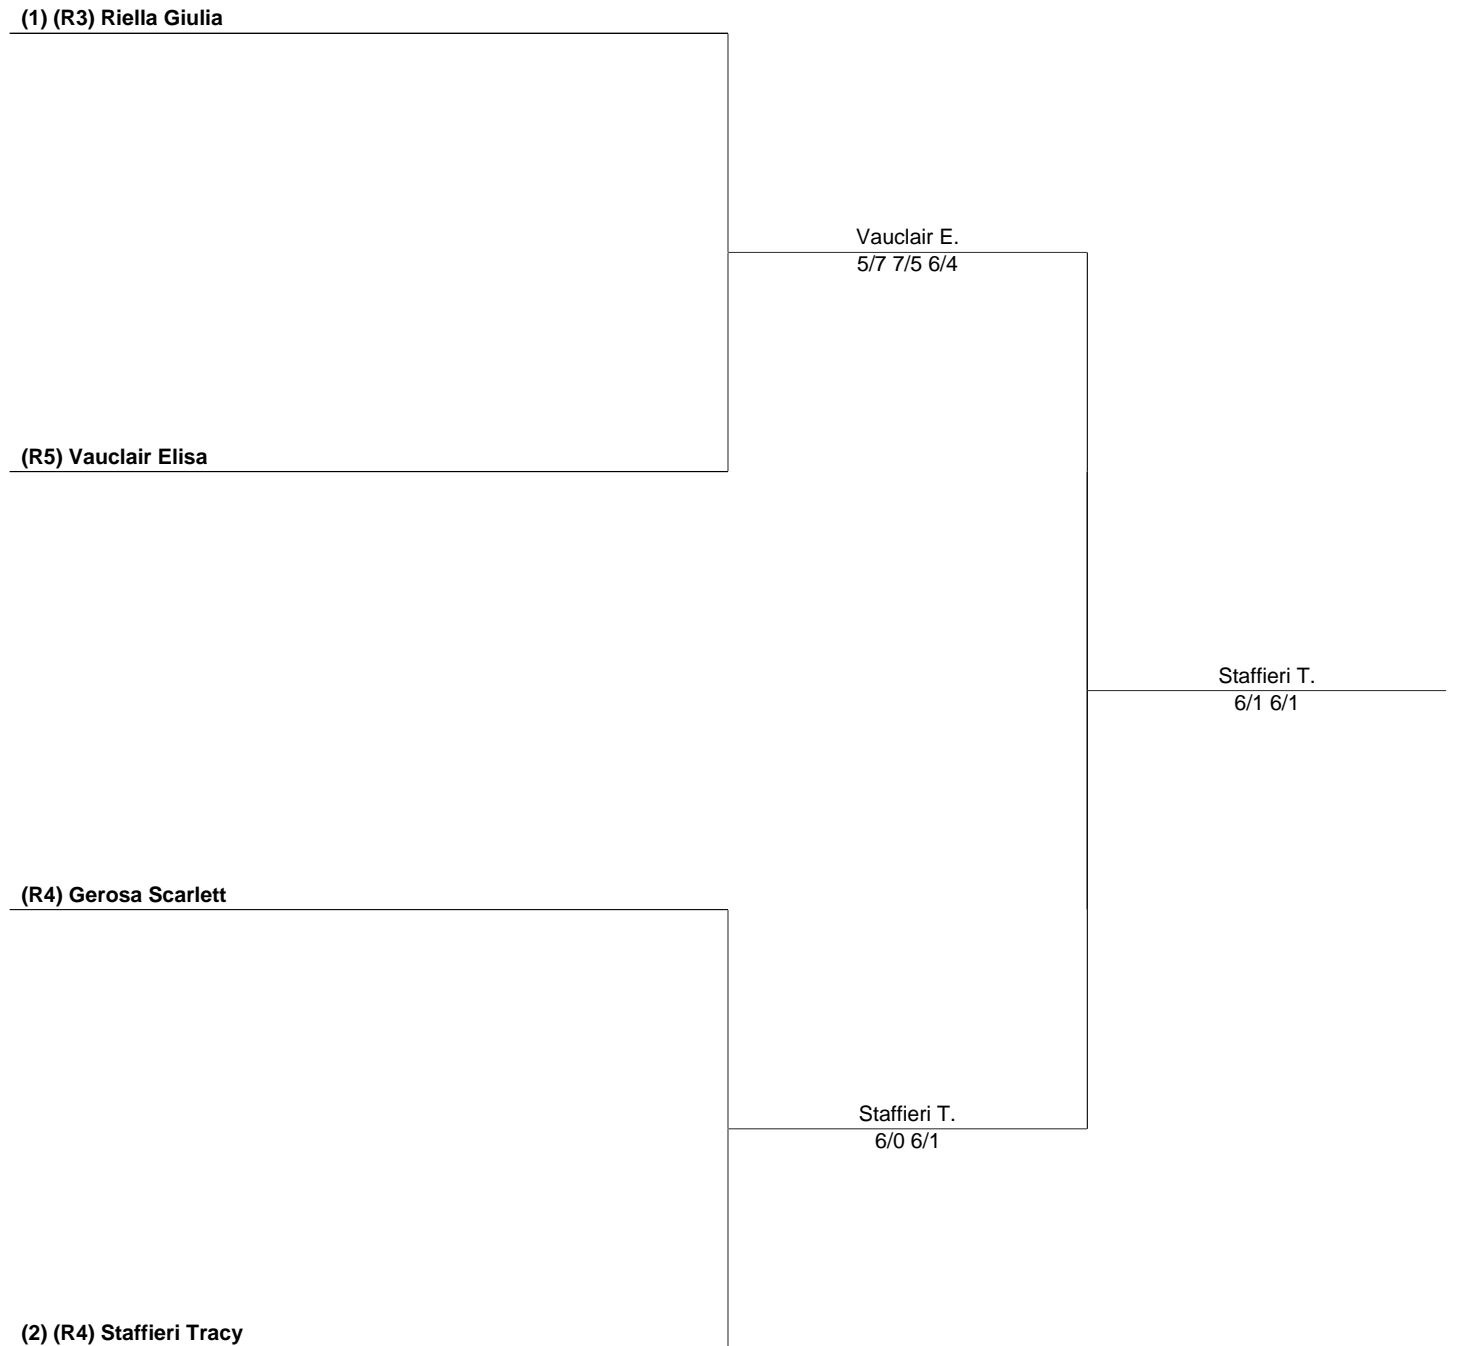 (1) (R3) Riella Giulia
Vauclair E.
5/7 7/5 6/4
(R5) Vauclair Elisa
Staffieri T.
6/1 6/1
(R4) Gerosa Scarlett
Staffieri T.
6/0 6/1
(2) (R4) Staffieri Tracy